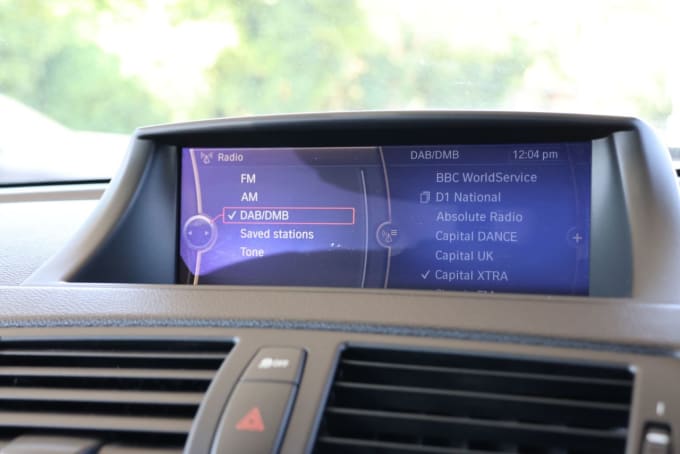 Radio
FM
AM
DAB/DMB
Saved stations
Tone
DAB/DMB 12:04 pm
BBC WorldService
D1 National
Absolute Radio
Capital DANCE
Capital UK
Capital XTRA
OFF